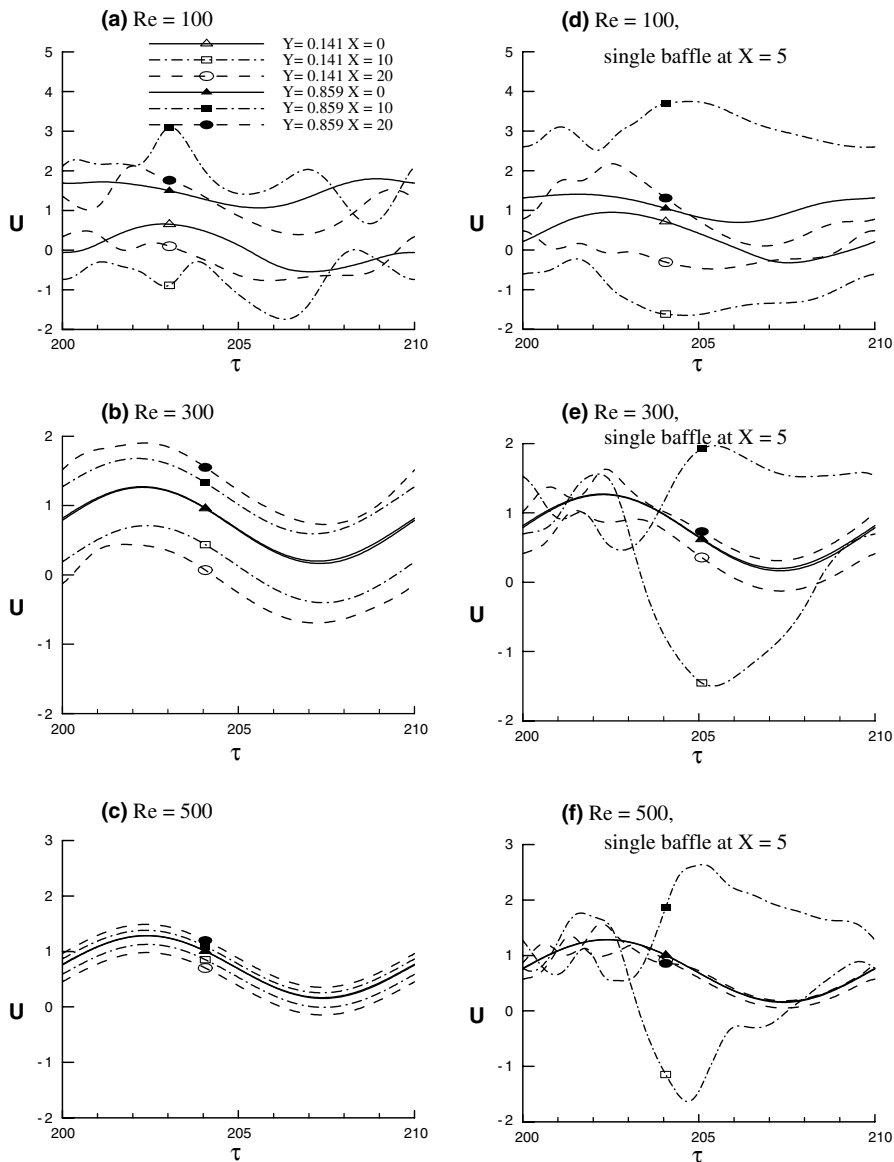 (a) Re = 100
5
4
3
2
1
0
-1
-2
U
Y= 0.141 X = 0
Y= 0.141 X = 10
Y= 0.141 X = 20
Y= 0.859 X = 0
Y= 0.859 X = 10
Y= 0.859 X = 20
200
205
210
τ
(d) Re = 100,
single baffle at X = 5
5
4
3
2
1
0
-1
-2
U
200
205
210
τ
(b) Re = 300
2
1
0
-1
-2
U
200
205
210
τ
(e) Re = 300,
single baffle at X = 5
2
1
0
-1
-2
U
200
205
210
τ
(c) Re = 500
3
2
1
0
-1
-2
U
200
205
210
τ
(f) Re = 500,
single baffle at X = 5
3
2
1
0
-1
-2
U
200
205
210
τ